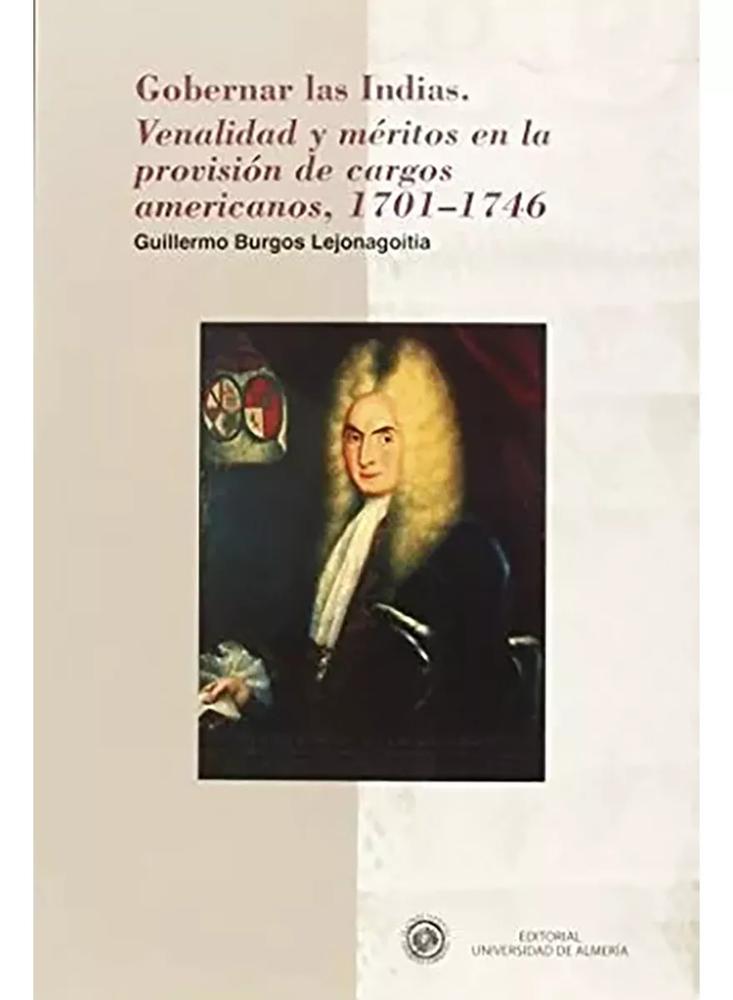 Gobernar las Indias.
Venalidad y méritos en la
provisión de cargos
americanos, 1701–1746
Guillermo Burgos Lejonagoitia
EDITORIAL
UNIVERSIDAD DE ALMERÍA